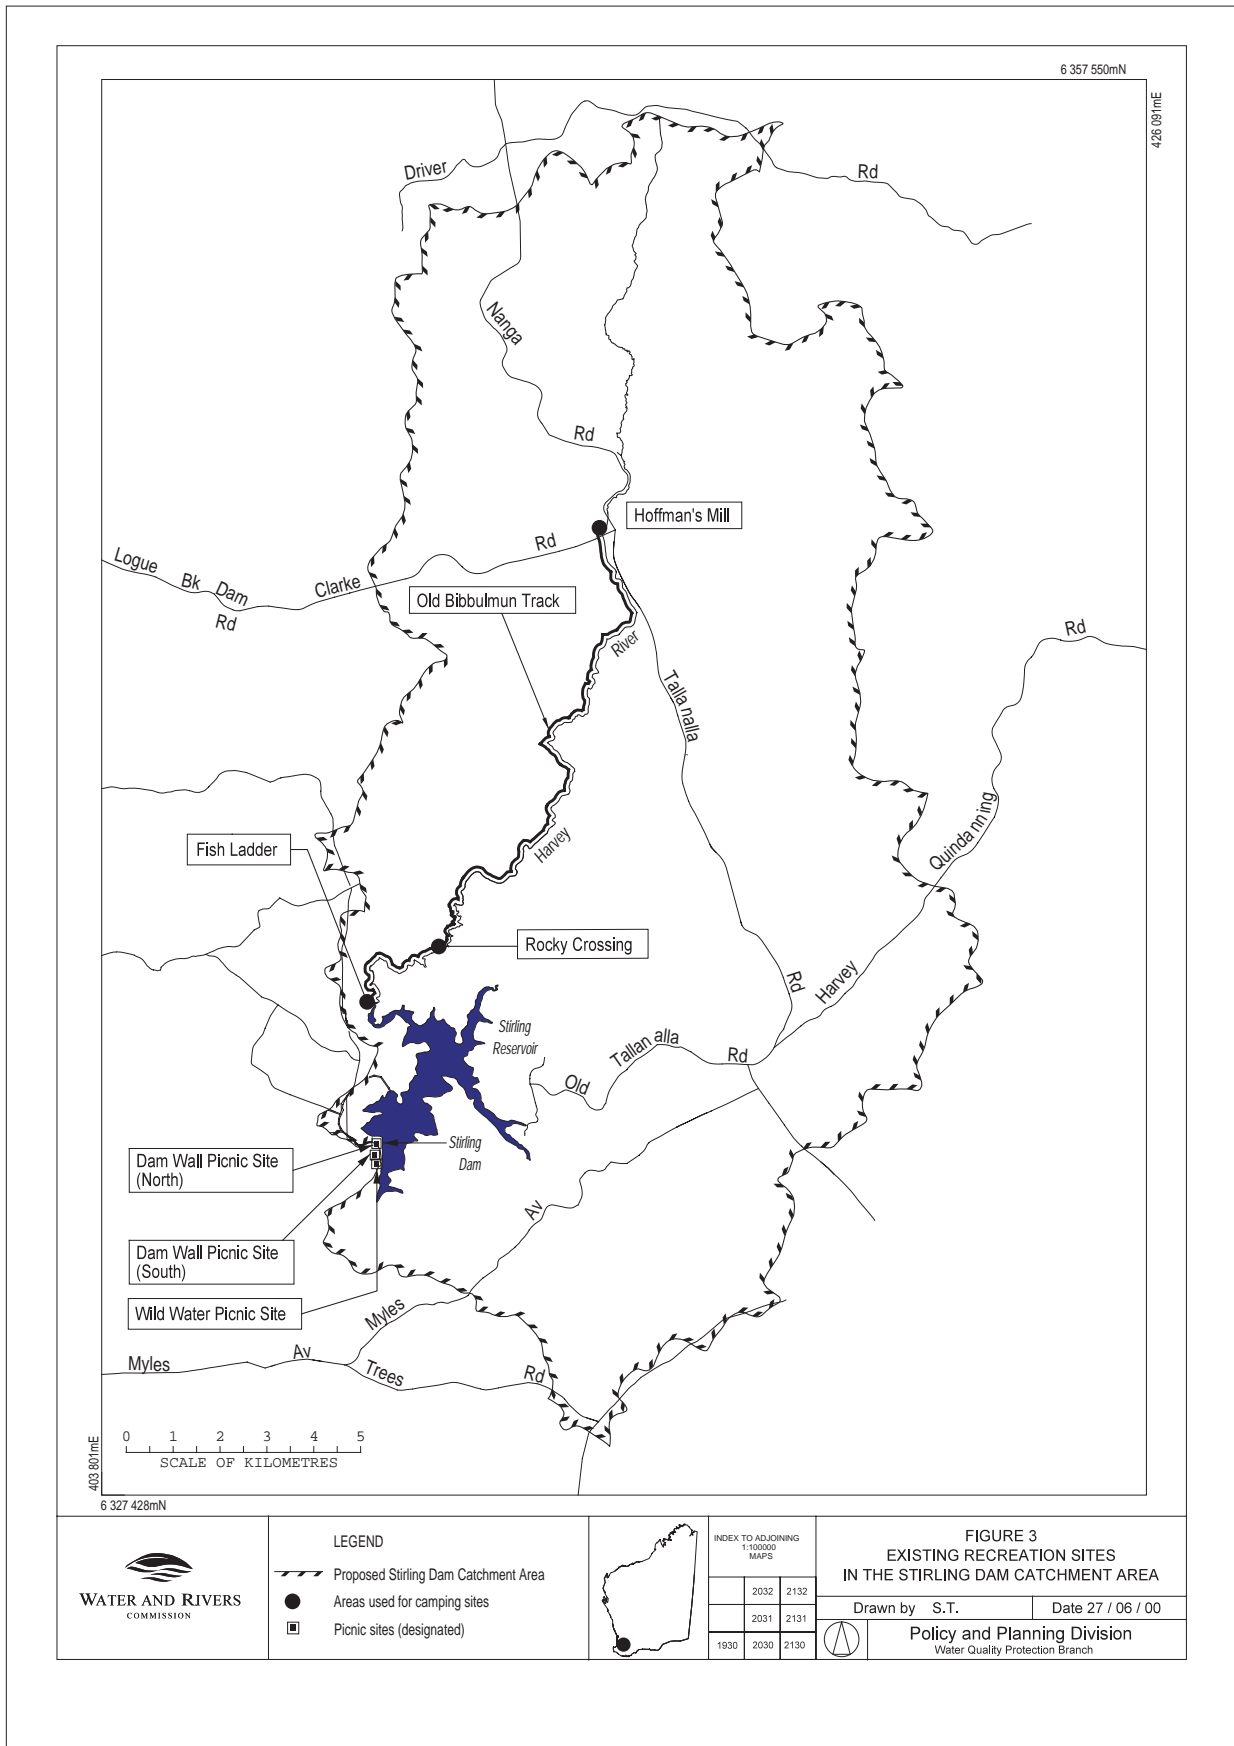 6 357 550mN
426 091mE
Driver
Rd
Nanga
Rd
Hoffman's Mill
Logue
Bk Dam
Rd
Clarke
Rd
Old Bibbulmun Track
River
Rd
Talla nalla
Quinda nning
Fish Ladder
Harvey
Rocky Crossing
Rd
Harvey
Stirling
Reservoir
Old
Tallan alla
Rd
Stirling
Dam
Dam Wall Picnic Site
(North)
Av
Dam Wall Picnic Site
(South)
Wild Water Picnic Site
Myles
Myles
Av
Trees
Rd
0 1 2 3 4 5
SCALE OF KILOMETRES
403 801mE
6 327 428mN
WATER AND RIVERS
COMMISSION
LEGEND
Proposed Stirling Dam Catchment Area
Areas used for camping sites
Picnic sites (designated)
INDEX TO ADJOINING
1:100000
MAPS
2032 2132
2031 2131
1930 2030 2130
FIGURE 3
EXISTING RECREATION SITES
IN THE STIRLING DAM CATCHMENT AREA
Drawn by S.T.
Date 27 / 06 / 00
Policy and Planning Division
Water Quality Protection Branch